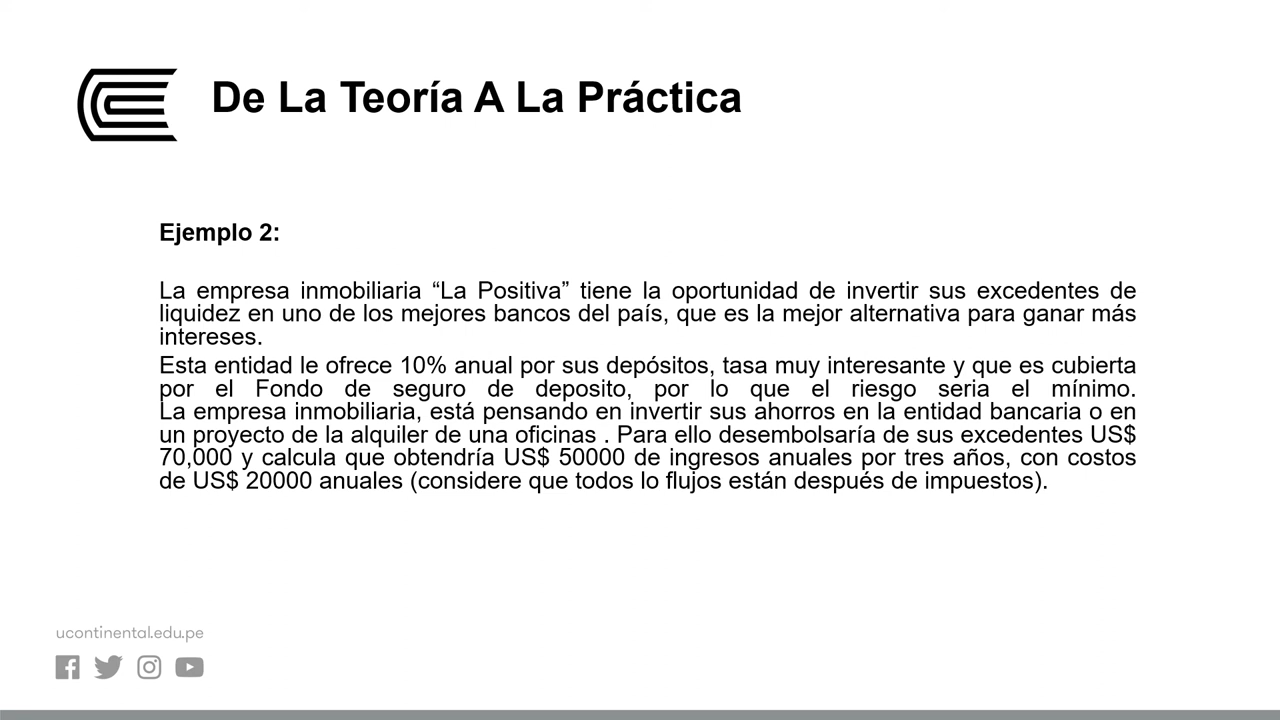 De La Teoría A La Práctica
Ejemplo 2:
La empresa inmobiliaria “La Positiva” tiene la oportunidad de invertir sus excedentes de
liquidez en uno de los mejores bancos del país, que es la mejor alternativa para ganar más
intereses.
Esta entidad le ofrece 10% anual por sus depósitos, tasa muy interesante y que es cubierta
por el Fondo de seguro de deposito, por lo que el riesgo seria el mínimo.
La empresa inmobiliaria, está pensando en invertir sus ahorros en la entidad bancaria o en
un proyecto de la alquiler de una oficinas . Para ello desembolsaría de sus excedentes US$
70,000 y calcula que obtendría US$ 50000 de ingresos anuales por tres años, con costos
de US$ 20000 anuales (considere que todos lo flujos están después de impuestos).
ucontinental.edu.pe